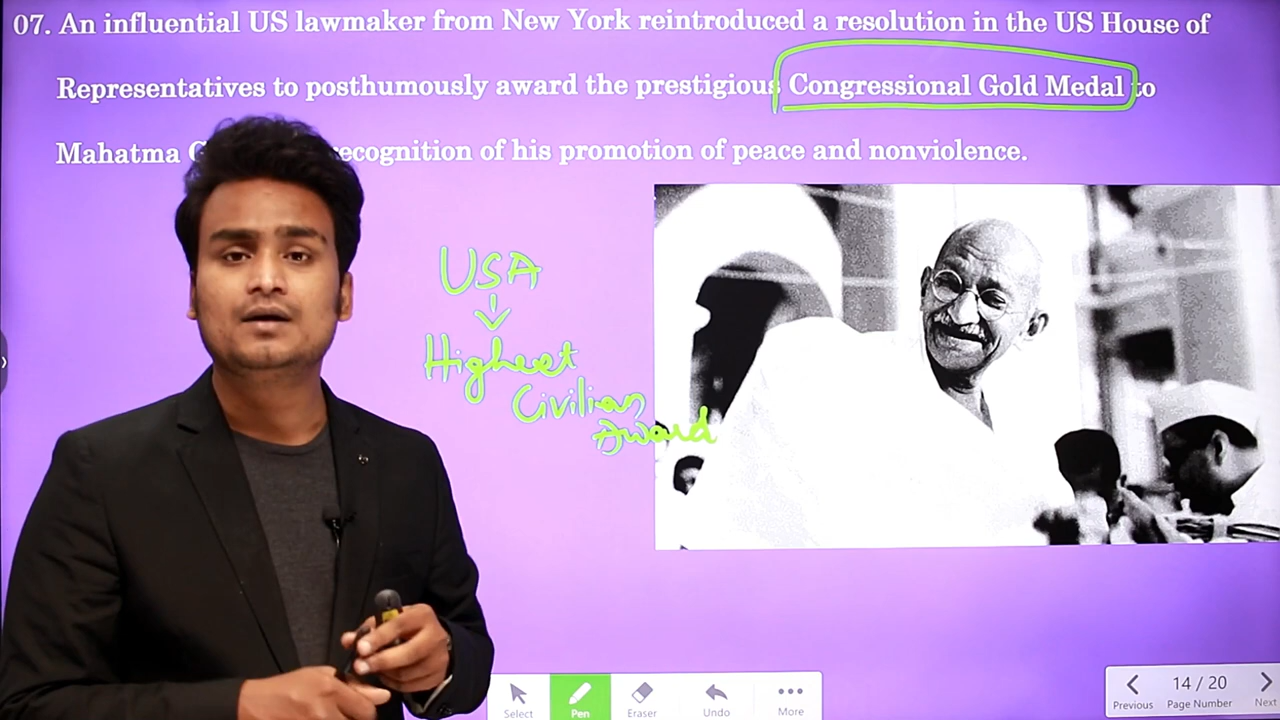 07. An influential US lawmaker from New York reintroduced a resolution in the US House of
Representatives to posthumously award the prestigious Congressional Gold Medal to
Mahatma recognition of his promotion of peace and nonviolence.
USA
Highest
Civilian
Award
Select
Pen
Eraser
Undo
More
Previous
14 / 20
Page Number
Next